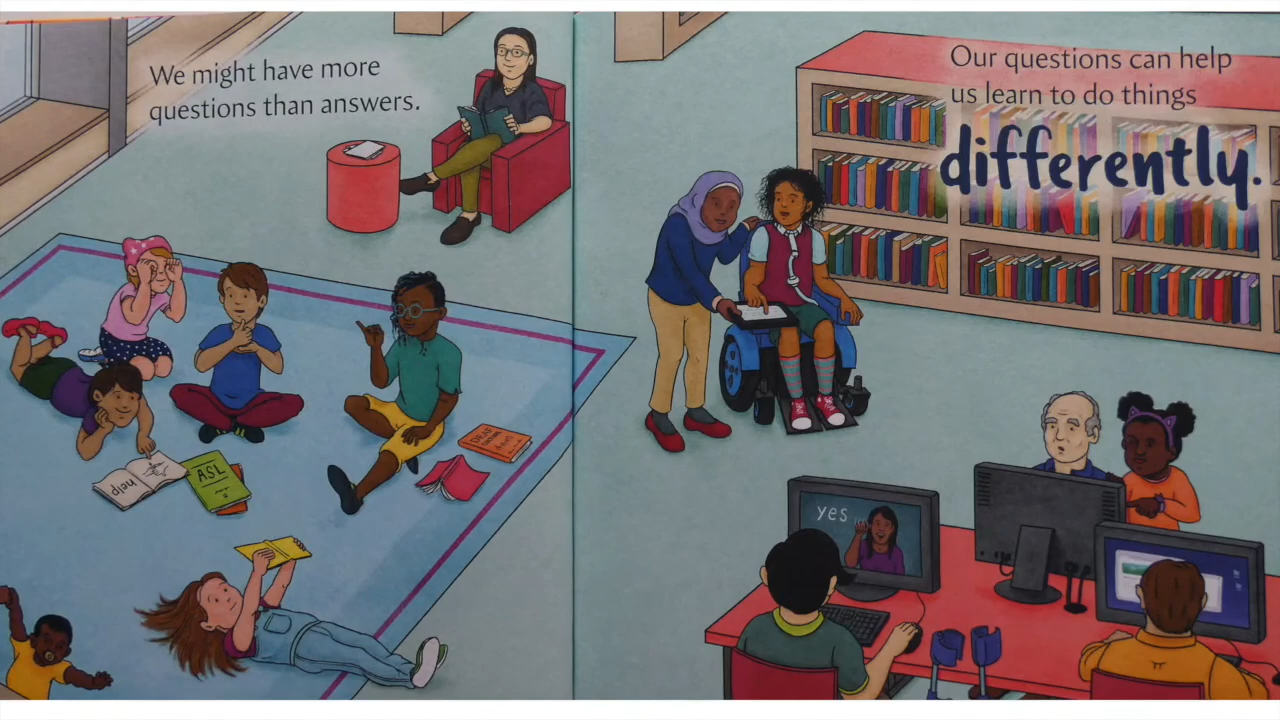 We might have more
questions than answers.
Our questions can help
us learn to do things
differently.
help
ASL
DEAF
yes